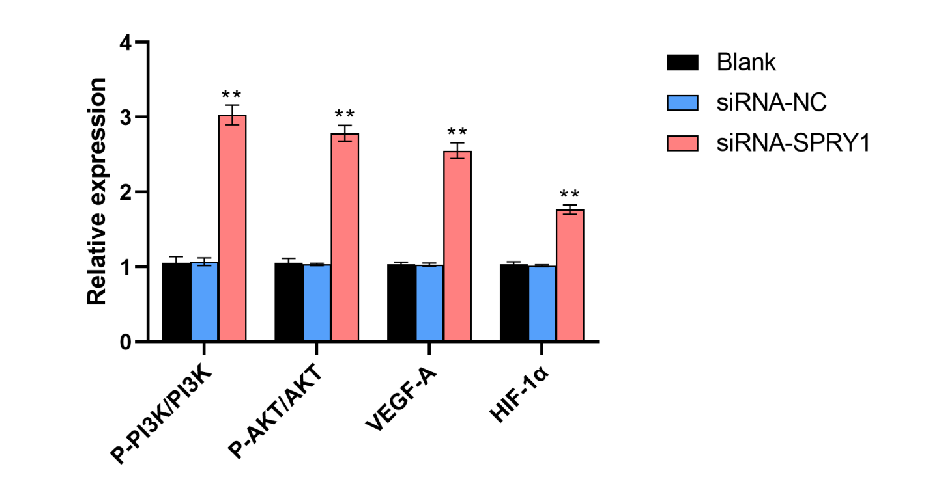 Relative expression
4
3
2
1
0
**
**
**
**
P-PI3K/PI3K
P-AKT/AKT
VEGF-A
HIF-1α
Blank
siRNA-NC
siRNA-SPRY1